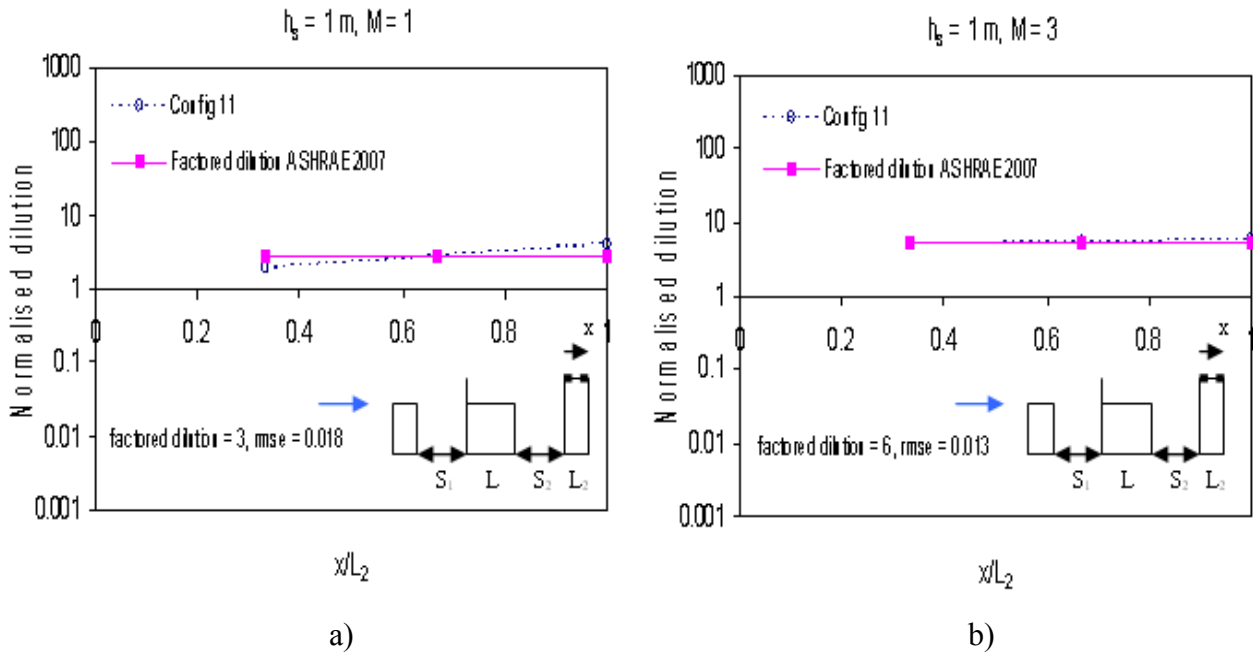 hₛ = 1 m, M = 1
1000
100
10
1
0.1
0.01
0.001
Normalised dilution
0
0.2
0.4
0.6
0.8
1
Config 11
Factored dilution ASHRAE 2007
x
factored dilution = 3, rmse = 0.018
S₁ L S₂ L₂
x/L₂
a)
hₛ = 1 m, M = 3
1000
100
10
1
0.1
0.01
0.001
Normalised dilution
0
0.2
0.4
0.6
0.8
1
Config 11
Factored dilution ASHRAE 2007
x
factored dilution = 6, rmse = 0.013
S₁ L S₂ L₂
x/L₂
b)